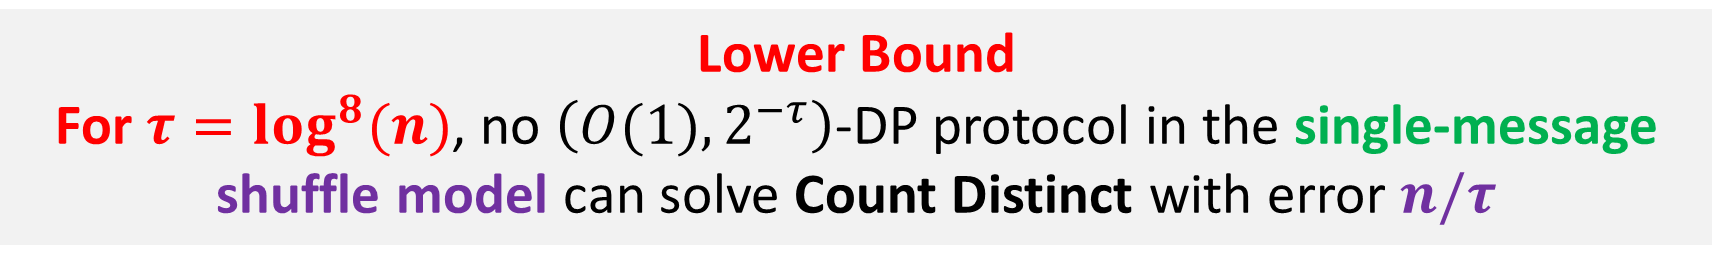 Lower Bound
For τ = log⁸(n), no (O(1), 2^{-τ})-DP protocol in the single-message
shuffle model can solve Count Distinct with error n/τ